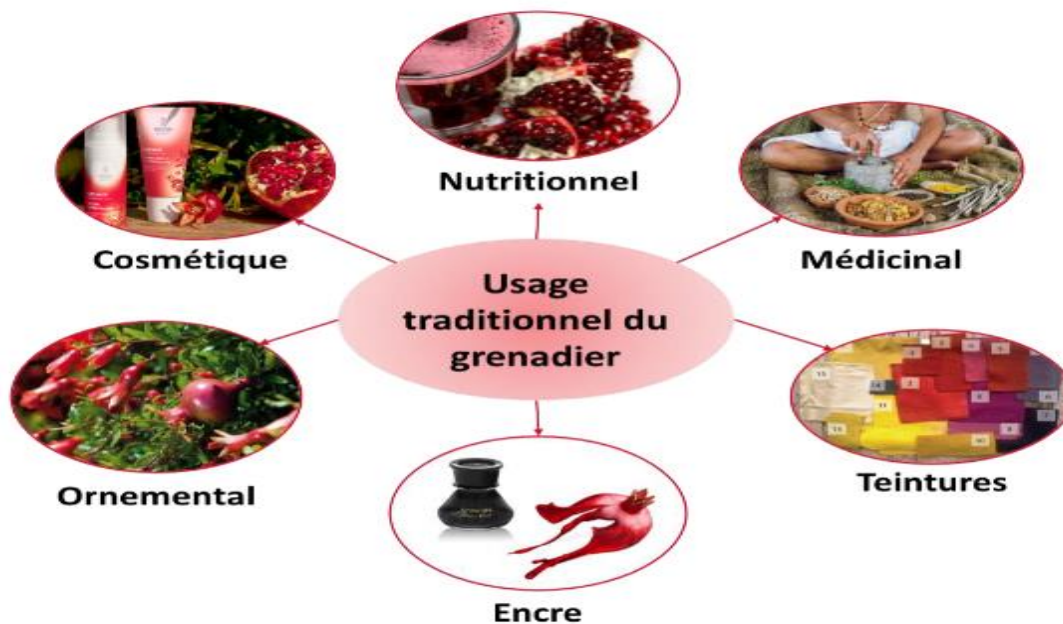 Nutritionnel
Cosmétique
Médicinal
Usage
traditionnel du
grenadier
Ornemental
Teintures
Encre